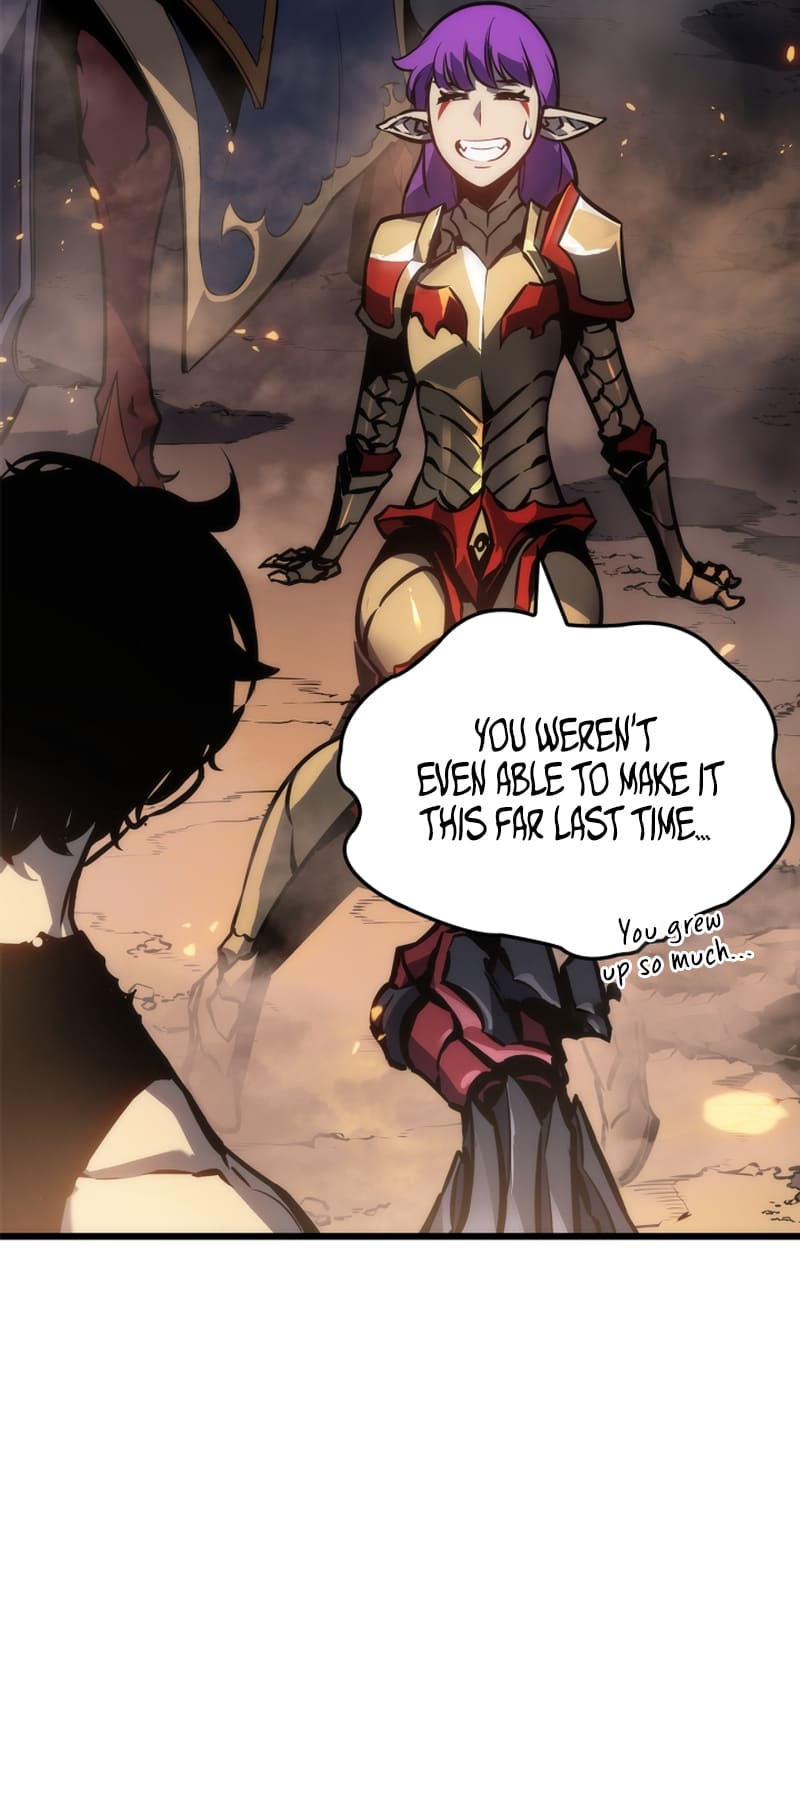 YOU WEREN'T
EVEN ABLE TO MAKE IT
THIS FAR LAST TIME...
You grew
up so much...